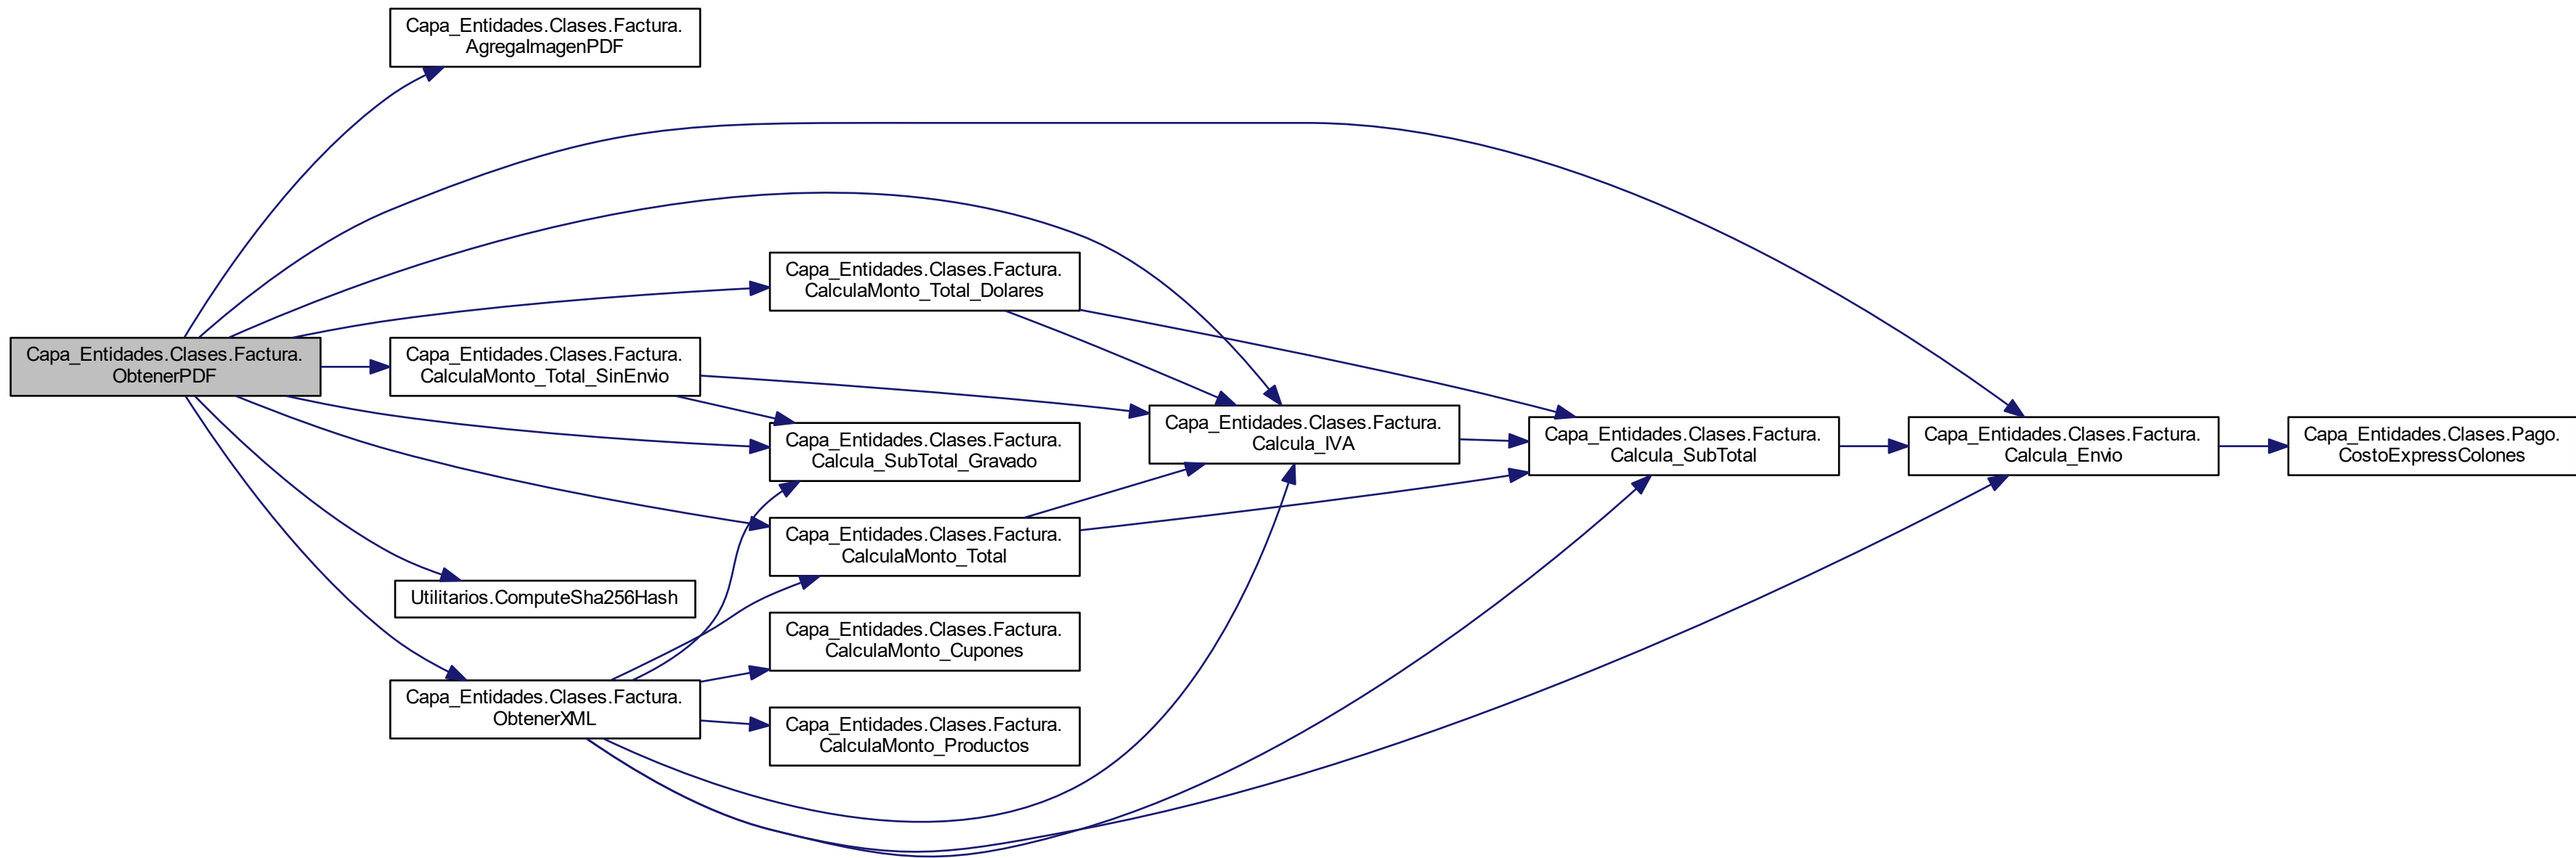 Capa_Entidades.Clases.Factura.
AgregaImagenPDF
Capa_Entidades.Clases.Factura.
CalculaMonto_Total_Dolares
Capa_Entidades.Clases.Factura.
ObtenerPDF
Capa_Entidades.Clases.Factura.
CalculaMonto_Total_SinEnvio
Capa_Entidades.Clases.Factura.
Calcula_SubTotal_Gravado
Capa_Entidades.Clases.Factura.
Calcula_IVA
Capa_Entidades.Clases.Factura.
Calcula_SubTotal
Capa_Entidades.Clases.Factura.
Calcula_Envio
Capa_Entidades.Clases.Pago.
CostoExpressColones
Capa_Entidades.Clases.Factura.
CalculaMonto_Total
Utilitarios.ComputeSha256Hash
Capa_Entidades.Clases.Factura.
CalculaMonto_Cupones
Capa_Entidades.Clases.Factura.
ObtenerXML
Capa_Entidades.Clases.Factura.
CalculaMonto_Productos